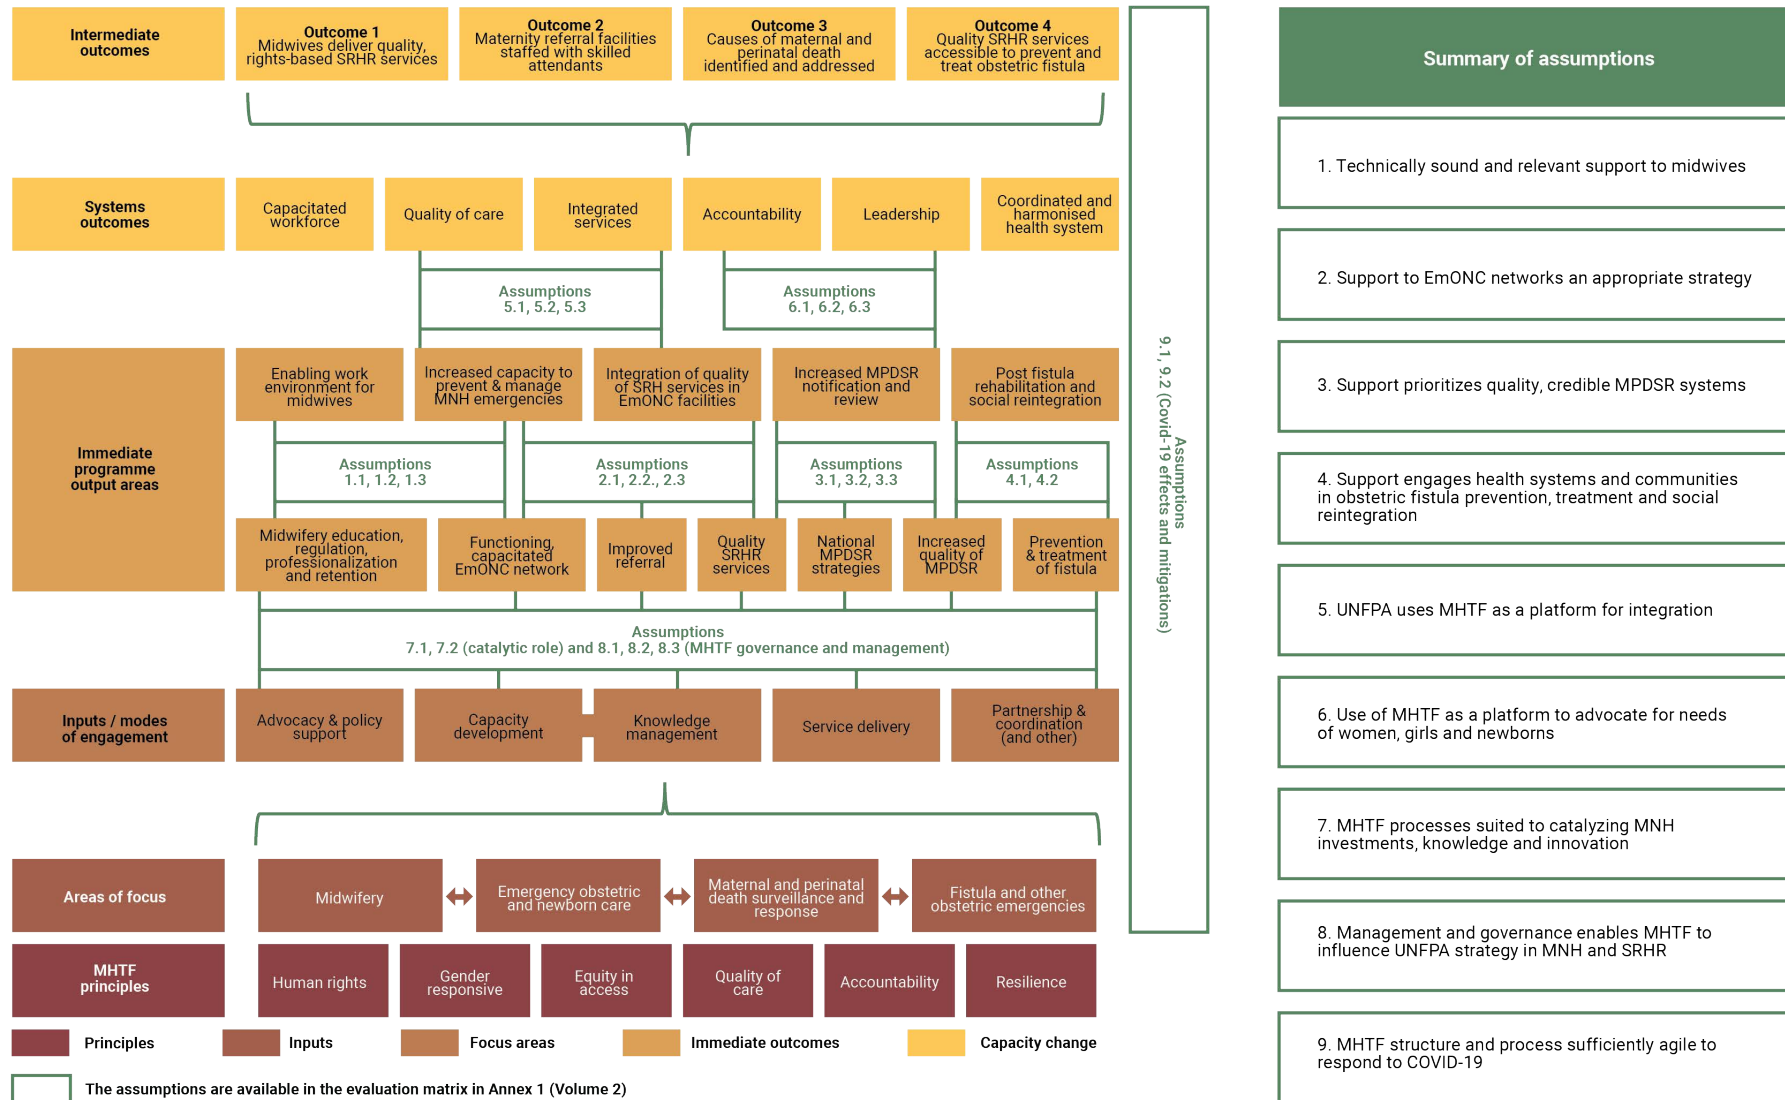 Intermediate
outcomes
Outcome 1
Midwives deliver quality,
rights-based SRHR services
Outcome 2
Maternity referral facilities
staffed with skilled
attendants
Outcome 3
Causes of maternal and
perinatal death
identified and addressed
Outcome 4
Quality SRHR services
accessible to prevent and
treat obstetric fistula
Systems
outcomes
Capacitated
workforce
Quality of care
Integrated
services
Accountability
Leadership
Coordinated and
harmonised
health system
Assumptions
5.1, 5.2, 5.3
Assumptions
6.1, 6.2, 6.3
Immediate
programme
output areas
Enabling work
environment for
midwives
Increased capacity to
prevent & manage
MNH emergencies
Integration of quality
of SRH services in
EmONC facilities
Increased MPDSR
notification and
review
Post fistula
rehabilitation and
social reintegration
Assumptions
1.1, 1.2, 1.3
Assumptions
2.1, 2.2., 2.3
Assumptions
3.1, 3.2, 3.3
Assumptions
4.1, 4.2
Midwifery education,
regulation,
professionalization
and retention
Functioning,
capacitated
EmONC network
Improved
referral
Quality
SRHR
services
National
MPDSR
strategies
Increased
quality of
MPDSR
Prevention
& treatment
of fistula
Assumptions
7.1, 7.2 (catalytic role) and 8.1, 8.2, 8.3 (MHTF governance and management)
Inputs / modes
of engagement
Advocacy & policy
support
Capacity
development
Knowledge
management
Service delivery
Partnership &
coordination
(and other)
Areas of focus
Midwifery
Emergency obstetric
and newborn care
Maternal and perinatal
death surveillance and
response
Fistula and other
obstetric emergencies
MHTF
principles
Human rights
Gender
responsive
Equity in
access
Quality of
care
Accountability
Resilience
Principles
Inputs
Focus areas
Immediate outcomes
Capacity change
The assumptions are available in the evaluation matrix in Annex 1 (Volume 2)
Assumptions
9.1, 9.2 (Covid-19 effects and mitigations)
Summary of assumptions
1. Technically sound and relevant support to midwives
2. Support to EmONC networks an appropriate strategy
3. Support prioritizes quality, credible MPDSR systems
4. Support engages health systems and communities
in obstetric fistula prevention, treatment and social
reintegration
5. UNFPA uses MHTF as a platform for integration
6. Use of MHTF as a platform to advocate for needs
of women, girls and newborns
7. MHTF processes suited to catalyzing MNH
investments, knowledge and innovation
8. Management and governance enables MHTF to
influence UNFPA strategy in MNH and SRHR
9. MHTF structure and process sufficiently agile to
respond to COVID-19